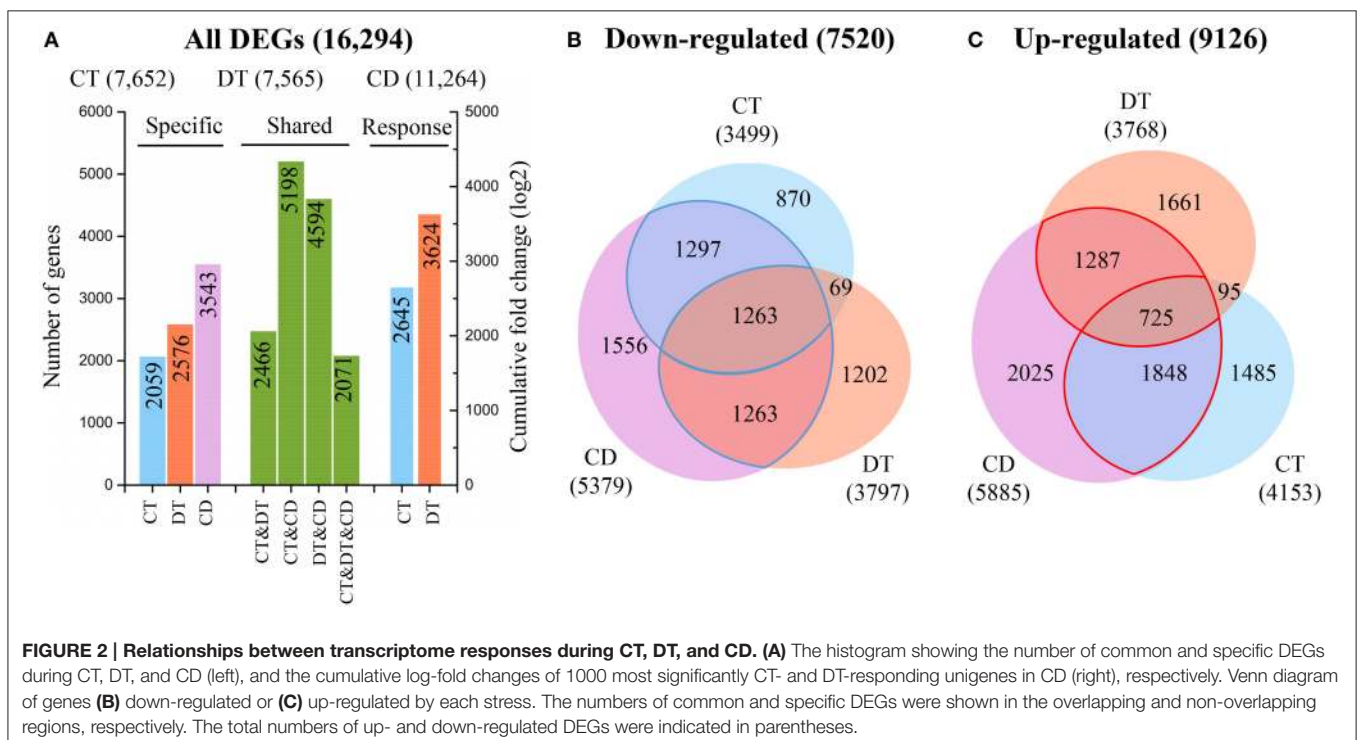 A
All DEGs (16,294)
CT (7,652) DT (7,565) CD (11,264)
Specific Shared Response
Number of genes
6000
5000
4000
3000
2000
1000
0
2059
2576
3543
2466
5198
4594
2071
2645
3624
CT
DT
CD
CT&DT
CT&CD
DT&CD
CT&DT&CD
CT
DT
5000
4000
3000
2000
1000
0
Cumulative fold change (log2)
B
Down-regulated (7520)
CT
(3499)
870
1297
69
1263
1556
1202
1263
CD
(5379)
DT
(3797)
C
Up-regulated (9126)
DT
(3768)
1661
1287
95
725
2025
1848
1485
CD
(5885)
CT
(4153)
FIGURE 2 | Relationships between transcriptome responses during CT, DT, and CD. (A) The histogram showing the number of common and specific DEGs
during CT, DT, and CD (left), and the cumulative log-fold changes of 1000 most significantly CT- and DT-responding unigenes in CD (right), respectively. Venn diagram
of genes (B) down-regulated or (C) up-regulated by each stress. The numbers of common and specific DEGs were shown in the overlapping and non-overlapping
regions, respectively. The total numbers of up- and down-regulated DEGs were indicated in parentheses.